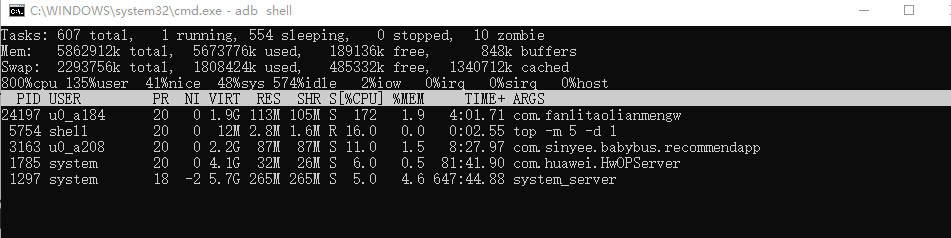 C:\WINDOWS\system32\cmd.exe - adb shell
Tasks: 607 total, 1 running, 554 sleeping, 0 stopped, 10 zombie
Mem: 5862912k total, 5673776k used, 189136k free, 848k buffers
Swap: 2293756k total, 1808424k used, 485332k free, 1340712k cached
800%cpu 135%user 41%nice 48%sys 574%idle 2%iow 0%irq 0%sirq 0%host
PID USER PR NI VIRT RES SHR S[%CPU] %MEM TIME+ ARGS
24197 u0_a184 20 0 1.9G 113M 105M S 172 1.9 4:01.71 com.fanlitaolianmengw
5754 shell 20 0 12M 2.8M 1.6M R 16.0 0.0 0:02.55 top -m 5 -d 1
3163 u0_a208 20 0 2.2G 87M 87M S 11.0 1.5 8:27.97 com.sinyee.babybus.recommendapp
1785 system 20 0 4.1G 32M 26M S 6.0 0.5 81:41.90 com.huawei.HwOPServer
1297 system 18 -2 5.7G 265M 265M S 5.0 4.6 647:44.88 system_server